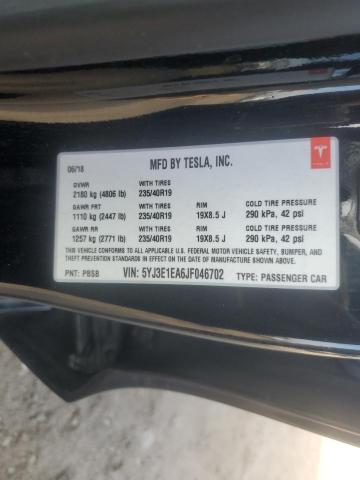 06/18 MFD BY TESLA, INC.
GVWR WITH TIRES
2180 kg (4806 lb) 235/40R19
GAWR FRT WITH TIRES RIM COLD TIRE PRESSURE
1110 kg (2447 lb) 235/40R19 19X8.5 J 290 kPa, 42 psi
GAWR RR WITH TIRES RIM COLD TIRE PRESSURE
1257 kg (2771 lb) 235/40R19 19X8.5 J 290 kPa, 42 psi
THIS VEHICLE CONFORMS TO ALL APPLICABLE U.S. FEDERAL MOTOR VEHICLE SAFETY, BUMPER,
AND THEFT PREVENTION STANDARDS IN EFFECT ON THE DATE OF MANUFACTURE SHOWN ABOVE.
PNT: PBSB VIN: 5YJ3E1EA6JF046702 TYPE: PASSENGER CAR